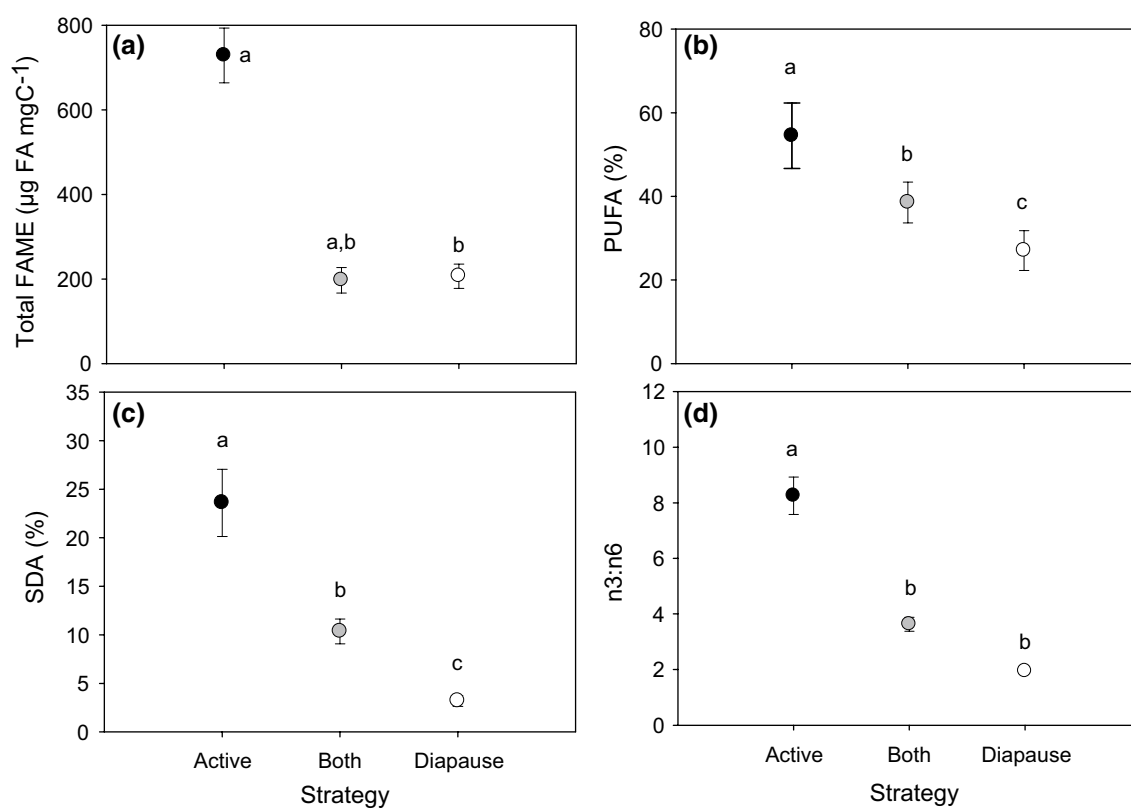 (a)
Total FAME (µg FA mgC-1)
800
600
400
200
0
a
a,b
b
(b)
PUFA (%)
80
60
40
20
0
a
b
c
(c)
SDA (%)
35
30
25
20
15
10
5
0
a
b
c
Active Both Diapause
Strategy
(d)
n3:n6
12
10
8
6
4
2
0
a
b
b
Active Both Diapause
Strategy